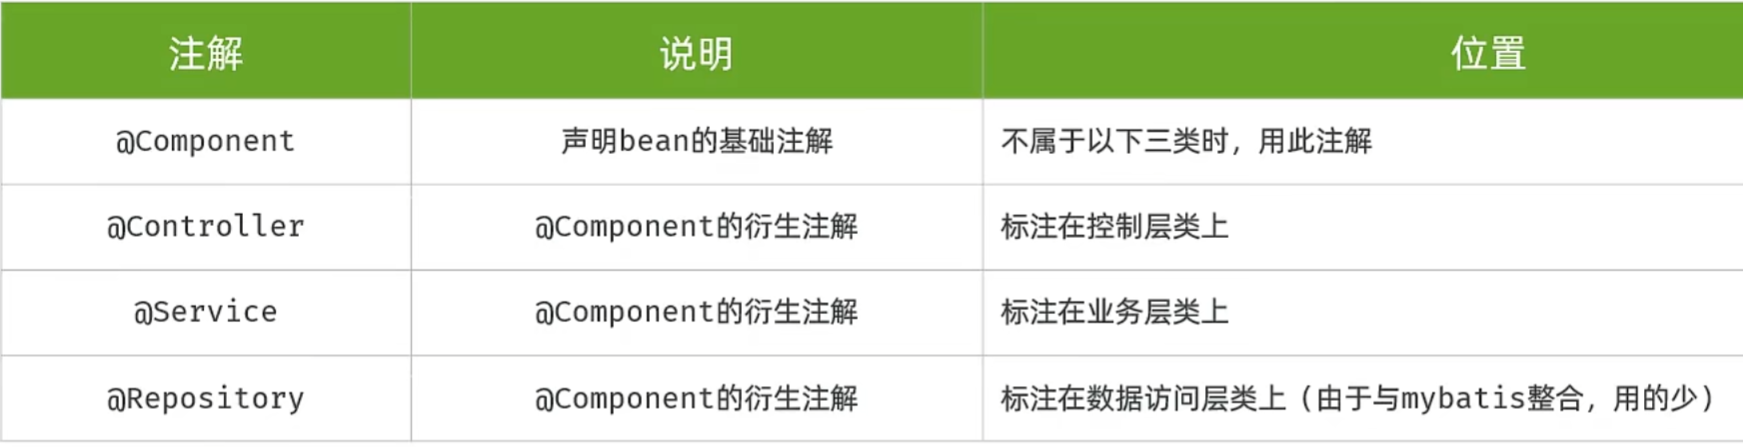 注解 说明 位置
@Component 声明bean的基础注解 不属于以下三类时，用此注解
@Controller @Component的衍生注解 标注在控制层类上
@Service @Component的衍生注解 标注在业务层类上
@Repository @Component的衍生注解 标注在数据访问层类上（由于与mybatis整合，用的少）